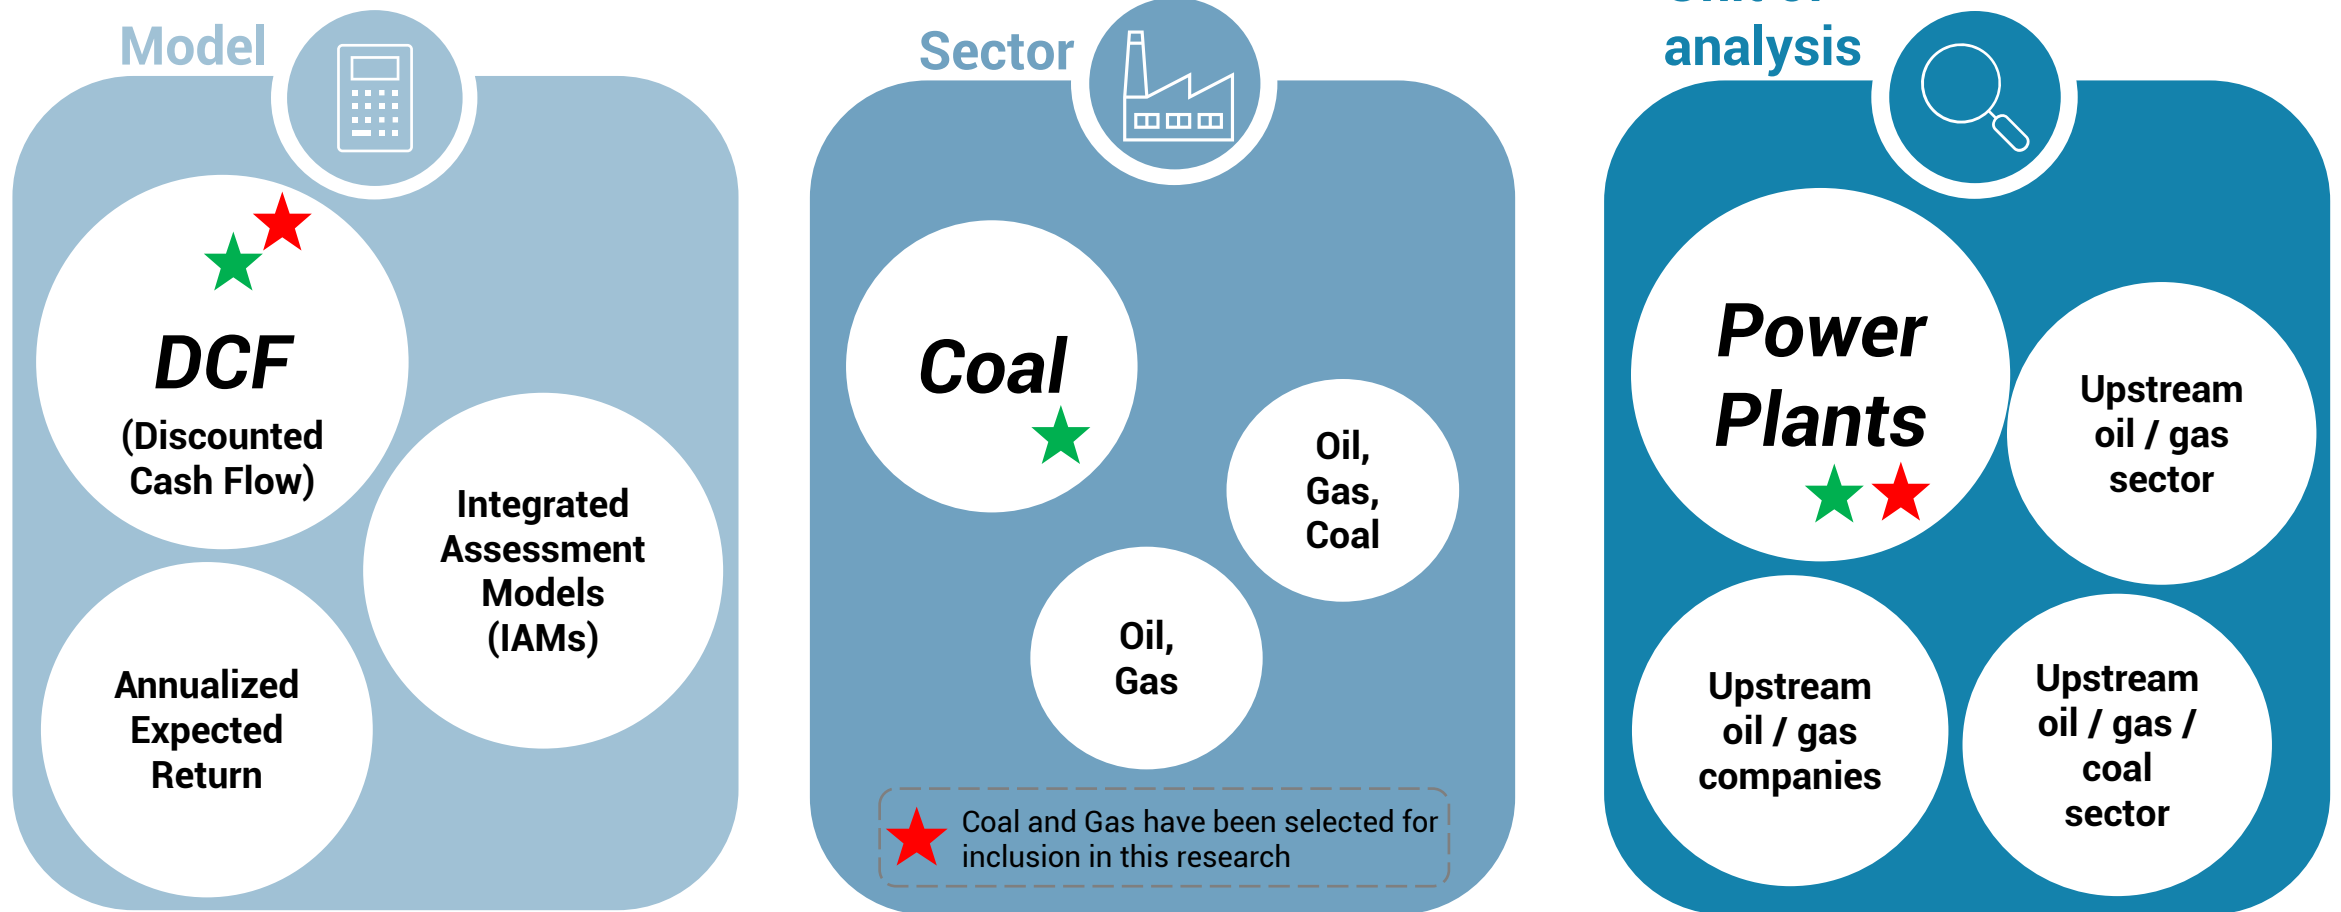 Model
DCF
(Discounted
Cash Flow)
Integrated
Assessment
Models
(IAMs)
Annualized
Expected
Return
Sector
Coal
Oil,
Gas,
Coal
Oil,
Gas
Coal and Gas have been selected for
inclusion in this research
analysis
Power
Plants
Upstream
oil / gas
sector
Upstream
oil / gas
companies
Upstream
oil / gas /
coal
sector